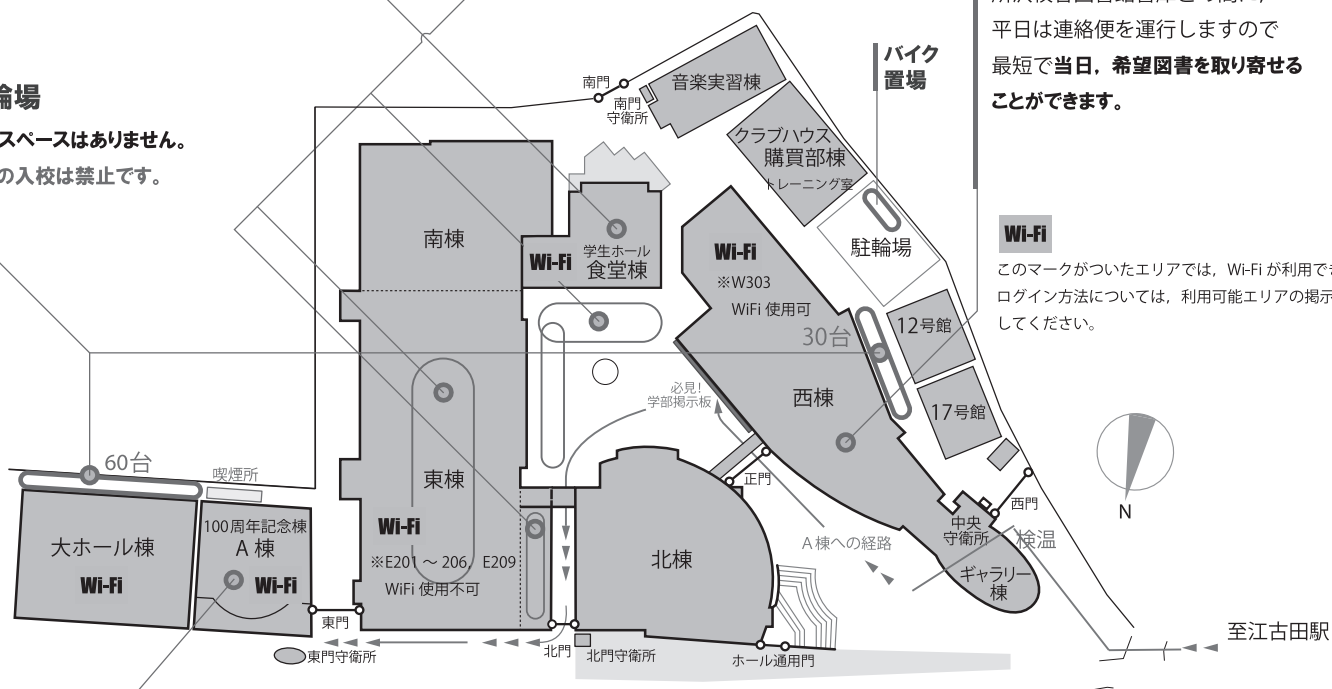 平日は連絡便を運行しますので
最短で当日，希望図書を取り寄せる
ことができます。
バイク
置場
輪場
スペースはありません。
の入校は禁止です。
南門
南門
守衛所
音楽実習棟
クラブハウス
購買部棟
トレーニング室
駐輪場
南棟
Wi-Fi
学生ホール
食堂棟
Wi-Fi
※W303
WiFi 使用可
30台
12号館
17号館
西棟
必見！
学部掲示板
Wi-Fi
このマークがついたエリアでは，Wi-Fi が利用でき
ログイン方法については，利用可能エリアの掲示
してください。
60台
喫煙所
大ホール棟
Wi-Fi
100周年記念棟
A 棟
Wi-Fi
東棟
Wi-Fi
※E201 ～ 206，E209
WiFi 使用不可
北棟
正門
A 棟への経路
西門
中央
守衛所
検温
ギャラリー
棟
N
東門
東門守衛所
北門
北門守衛所
ホール通用門
至江古田駅